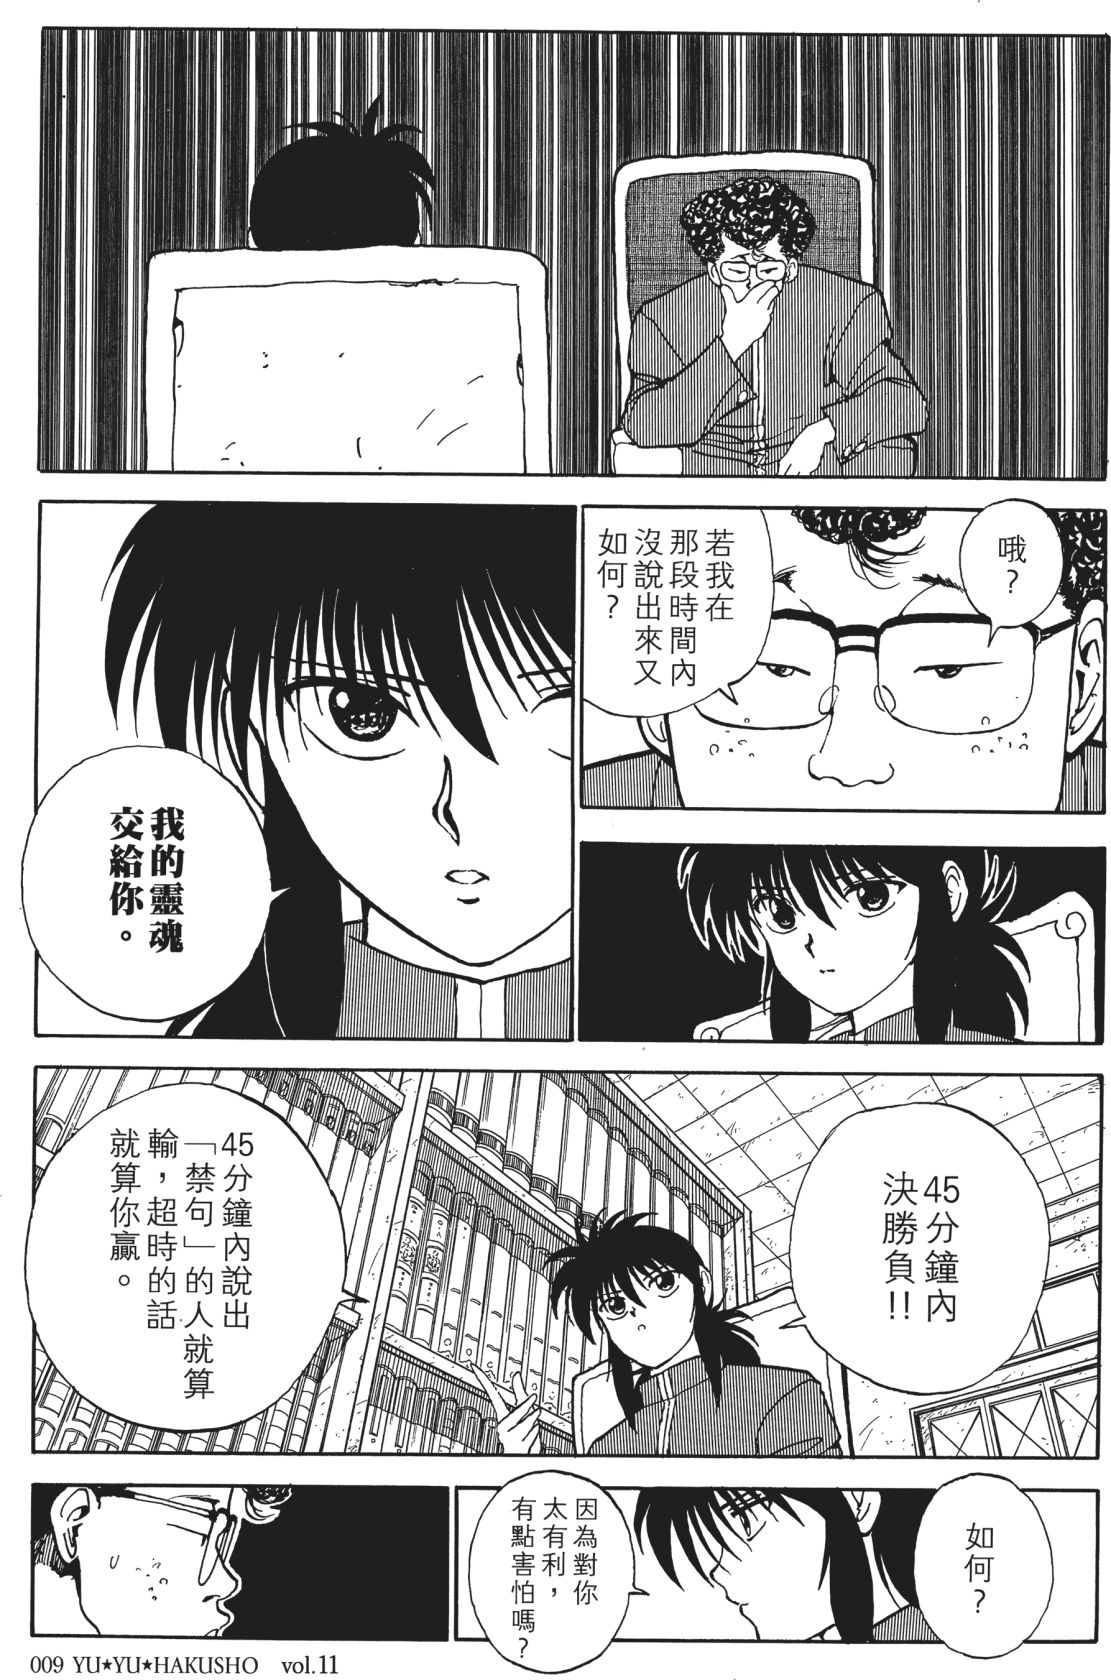 哦？
若我在
那段時間內
沒說出來又
如何？
我的靈魂
交給你。
45分鐘內
決勝負!!
45分鐘內說出
「禁句」的人就算
輸，超時的話
就算你贏。
如何？
因為對你
太有利，
有點害怕嗎？
009 YU★YU★HAKUSHO vol.11